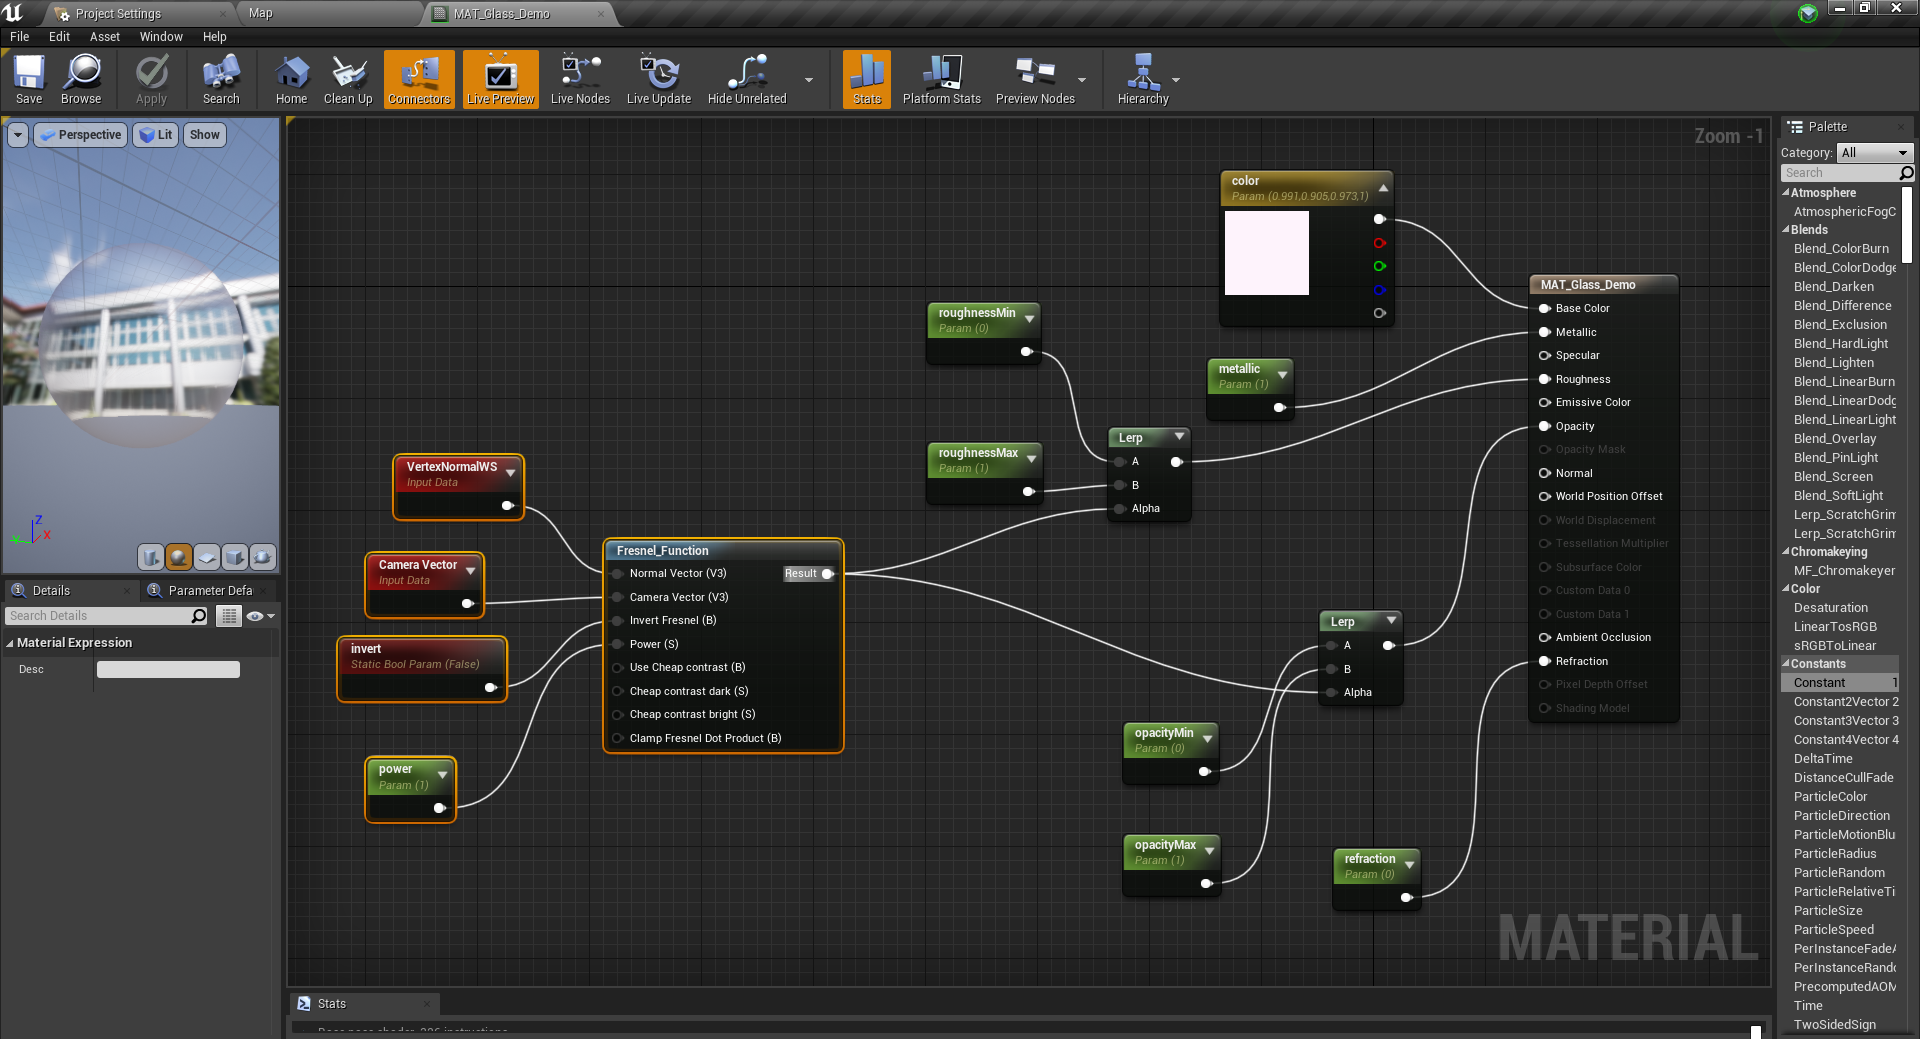 Project Settings
Map
MAT_Glass_Demo
File Edit Asset Window Help
Save
Browse
Apply
Search
Home
Clean Up
Connectors
Live Preview
Live Nodes
Live Update
Hide Unrelated
Stats
Platform Stats
Preview Nodes
Hierarchy
Perspective
Lit
Show
Z
X
Y
Details
Parameter Defa
Search Details
Material Expression
Desc
Zoom -1
color
Param (0.991,0.905,0.973,1)
roughnessMin
Param (0)
metallic
Param (1)
roughnessMax
Param (1)
Lerp
A
B
Alpha
VertexNormalWS
Input Data
Camera Vector
Input Data
invert
Static Bool Param (False)
power
Param (1)
Fresnel_Function
Normal Vector (V3)
Result
Camera Vector (V3)
Invert Fresnel (B)
Power (S)
Use Cheap contrast (B)
Cheap contrast dark (S)
Cheap contrast bright (S)
Clamp Fresnel Dot Product (B)
Lerp
A
B
Alpha
opacityMin
Param (0)
opacityMax
Param (1)
refraction
Param (0)
MAT_Glass_Demo
Base Color
Metallic
Specular
Roughness
Emissive Color
Opacity
Opacity Mask
Normal
World Position Offset
World Displacement
Tessellation Multiplier
Subsurface Color
Custom Data 0
Custom Data 1
Ambient Occlusion
Refraction
Pixel Depth Offset
Shading Model
MATERIAL
Stats
Base pass shader: 226 instructions
Palette
Category: All
Search
Atmosphere
AtmosphericFogC
Blends
Blend_ColorBurn
Blend_ColorDodge
Blend_Darken
Blend_Difference
Blend_Exclusion
Blend_HardLight
Blend_Lighten
Blend_LinearBurn
Blend_LinearDodg
Blend_LinearLight
Blend_Overlay
Blend_PinLight
Blend_Screen
Blend_SoftLight
Lerp_ScratchGrim
Lerp_ScratchGrim
Chromakeying
MF_Chromakeyer
Color
Desaturation
LinearTosRGB
sRGBToLinear
Constants
Constant 1
Constant2Vector 2
Constant3Vector 3
Constant4Vector 4
DeltaTime
DistanceCullFade
ParticleColor
ParticleDirection
ParticleMotionBlu
ParticleRadius
ParticleRandom
ParticleRelativeTi
ParticleSize
ParticleSpeed
PerInstanceFadeA
PerInstanceRando
PrecomputedAOM
Time
TwoSidedSign